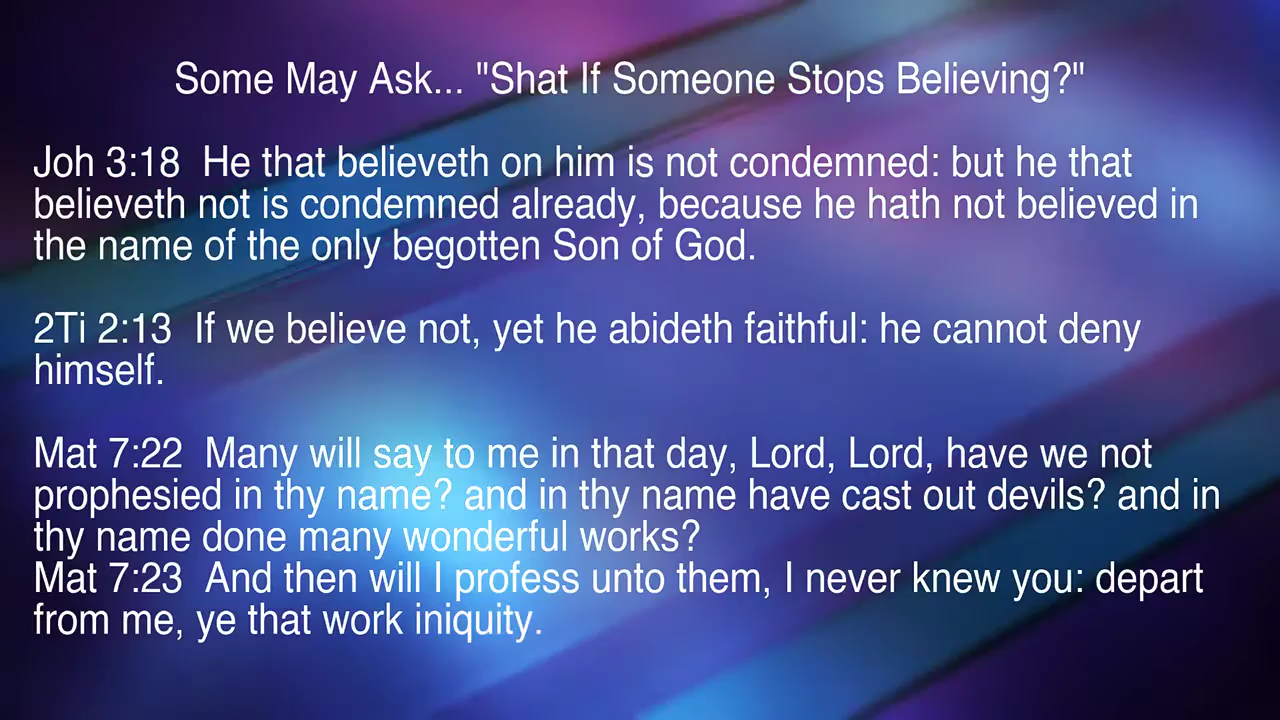 Some May Ask... "Shat If Someone Stops Believing?"
Joh 3:18 He that believeth on him is not condemned: but he that
believeth not is condemned already, because he hath not believed in
the name of the only begotten Son of God.
2Ti 2:13 If we believe not, yet he abideth faithful: he cannot deny
himself.
Mat 7:22 Many will say to me in that day, Lord, Lord, have we not
prophesied in thy name? and in thy name have cast out devils? and in
thy name done many wonderful works?
Mat 7:23 And then will I profess unto them, I never knew you: depart
from me, ye that work iniquity.